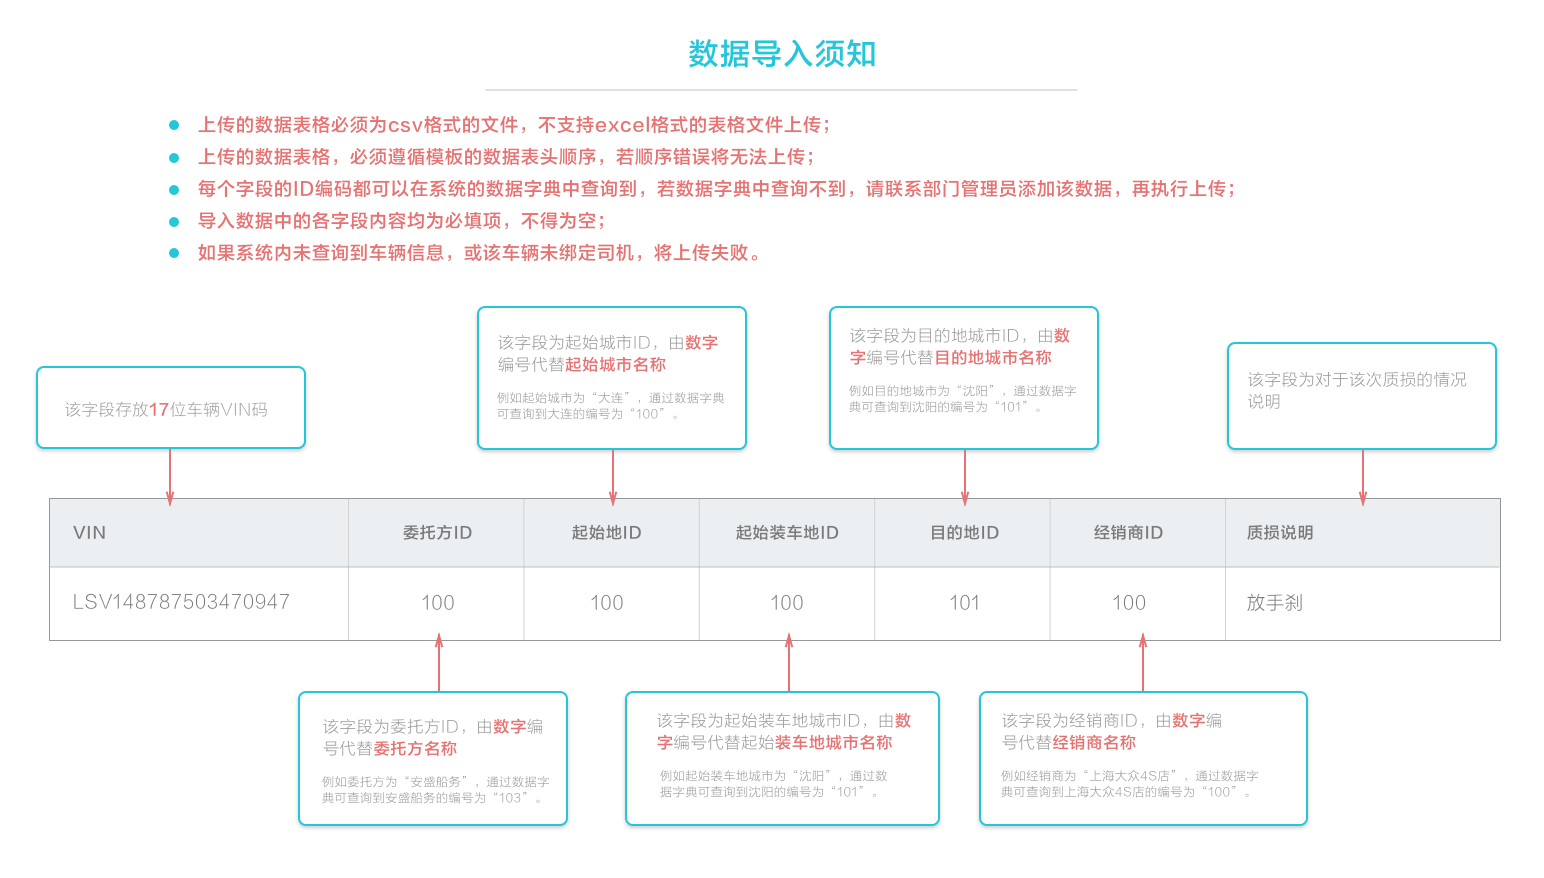 数据导入须知
上传的数据表格必须为csv格式的文件，不支持excel格式的表格文件上传；
上传的数据表格，必须遵循模板的数据表头顺序，若顺序错误将无法上传；
每个字段的ID编码都可以在系统的数据字典中查询到，若数据字典中查询不到，请联系部门管理员添加该数据，再执行上传；
导入数据中的各字段内容均为必填项，不得为空；
如果系统内未查询到车辆信息，或该车辆未绑定司机，将上传失败。
该字段存放17位车辆VIN码
该字段为起始城市ID，由数字
编号代替起始城市名称
例如起始城市为“大连”，通过数据字典
可查询到大连的编号为“100”。
该字段为目的地城市ID，由数
字编号代替目的地城市名称
例如目的地城市为“沈阳”，通过数据字
典可查询到沈阳的编号为“101”。
该字段为对于该次质损的情况
说明
VIN 委托方ID 起始地ID 起始装车地ID 目的地ID 经销商ID 质损说明
LSV148787503470947 100 100 100 101 100 放手刹
该字段为委托方ID，由数字编
号代替委托方名称
例如委托方为“安盛船务”，通过数据字
典可查询到安盛船务的编号为“103”。
该字段为起始装车地城市ID，由数
字编号代替起始装车地城市名称
例如起始装车地城市为“沈阳”，通过数
据字典可查询到沈阳的编号为“101”。
该字段为经销商ID，由数字编
号代替经销商名称
例如经销商为“上海大众4S店”，通过数据字
典可查询到上海大众4S店的编号为“100”。